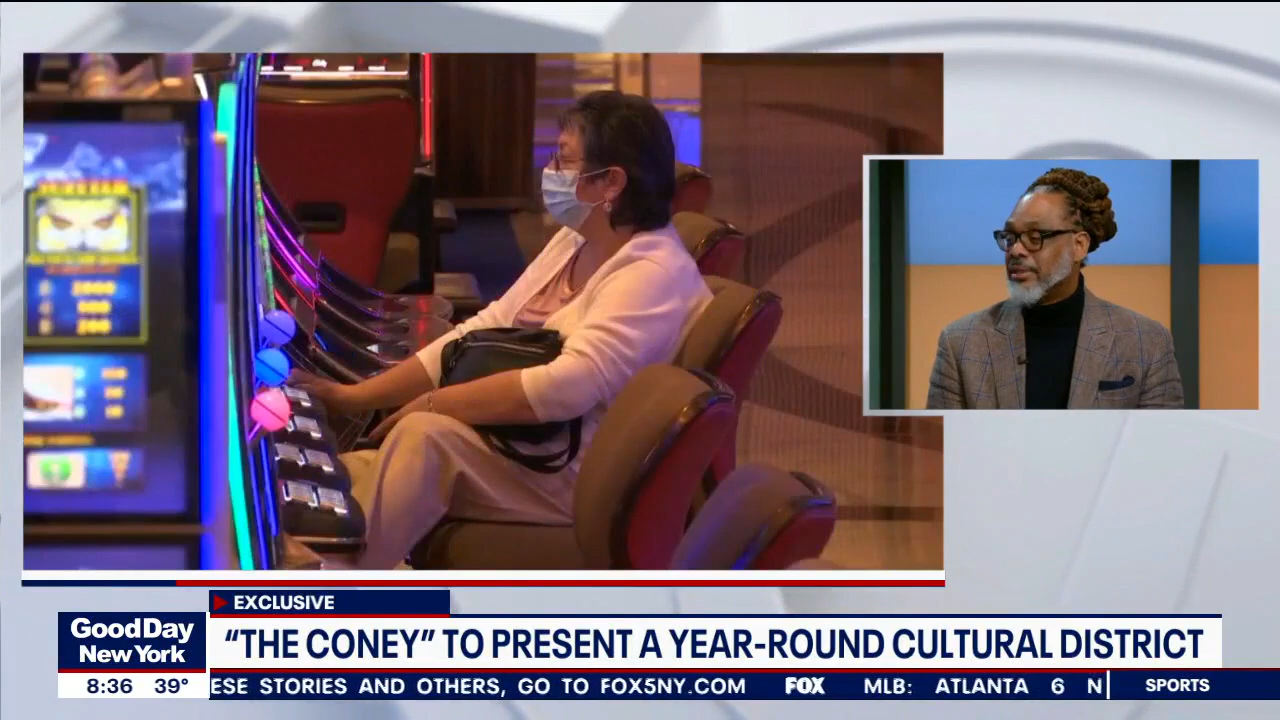 EXCLUSIVE
GoodDay
New York
“THE CONEY” TO PRESENT A YEAR-ROUND CULTURAL DISTRICT
8:36 39°
ESE STORIES AND OTHERS, GO TO FOX5NY.COM FOX MLB: ATLANTA 6 N
SPORTS